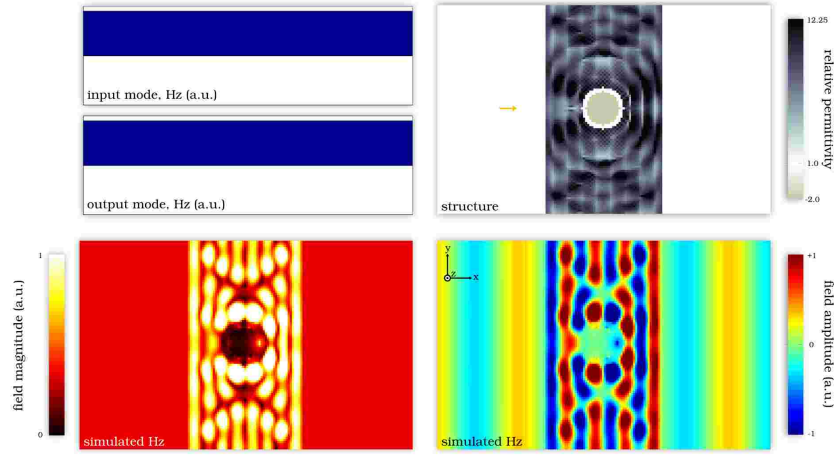 input mode, Hz (a.u.)
output mode, Hz (a.u.)
structure
12.25
1.0
-2.0
relative permittivity
1
0
field magnitude (a.u.)
simulated Hz
y
z
x
simulated Hz
+1
0
-1
field amplitude (a.u.)